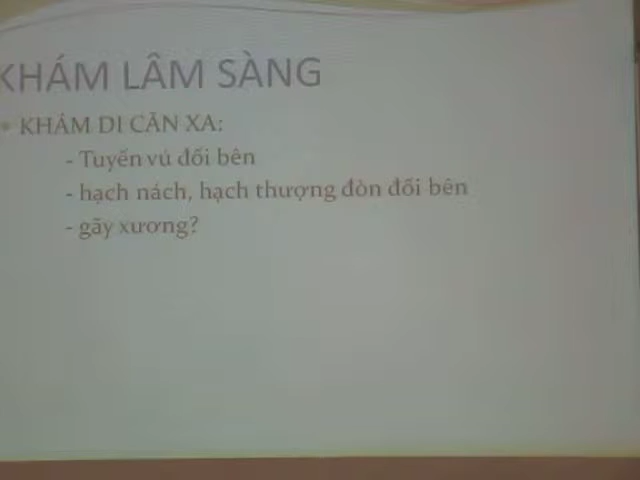 KHÁM LÂM SÀNG
• KHÁM DI CĂN XA:
- Tuyến vú đối bên
- hạch nách, hạch thượng đòn đối bên
- gãy xương?